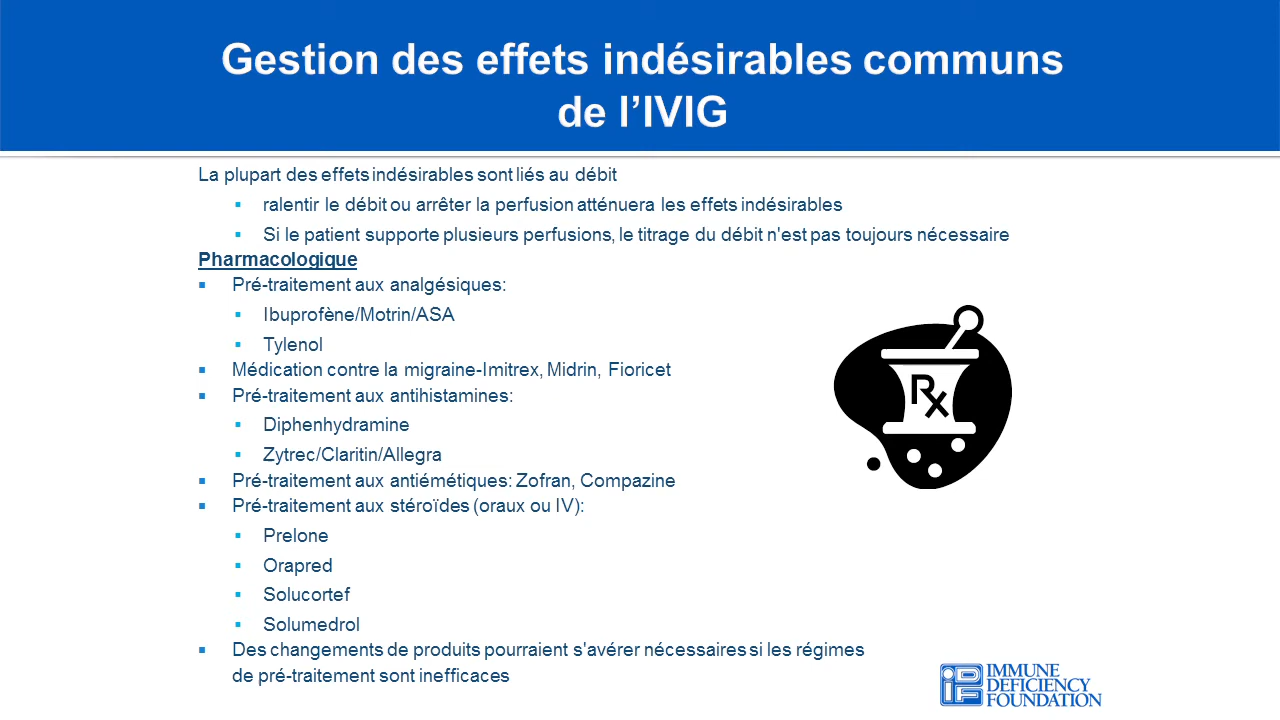 Gestion des effets indésirables communs
de l’IVIG
La plupart des effets indésirables sont liés au débit
▪ ralentir le débit ou arrêter la perfusion atténuera les effets indésirables
▪ Si le patient supporte plusieurs perfusions, le titrage du débit n'est pas toujours nécessaire
Pharmacologique
▪ Pré-traitement aux analgésiques:
▪ Ibuprofène/Motrin/ASA
▪ Tylenol
▪ Médication contre la migraine-Imitrex, Midrin, Fioricet
▪ Pré-traitement aux antihistamines:
▪ Diphenhydramine
▪ Zytrec/Claritin/Allegra
▪ Pré-traitement aux antiémétiques: Zofran, Compazine
▪ Pré-traitement aux stéroïdes (oraux ou IV):
▪ Prelone
▪ Orapred
▪ Solucortef
▪ Solumedrol
▪ Des changements de produits pourraient s'avérer nécessaires si les régimes
de pré-traitement sont inefficaces
Rx
IDF
IMMUNE
DEFICIENCY
FOUNDATION